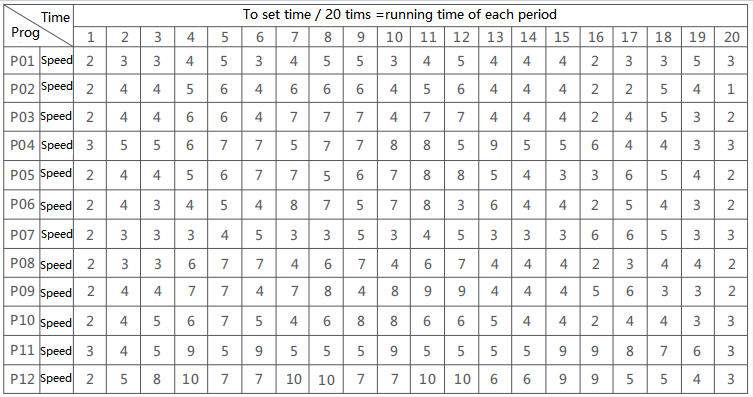 Time To set time / 20 tims =running time of each period
Prog 1 2 3 4 5 6 7 8 9 10 11 12 13 14 15 16 17 18 19 20
P01 Speed 2 3 3 4 5 3 4 5 5 3 4 5 4 4 4 2 3 3 5 3
P02 Speed 2 4 4 5 6 4 6 6 6 4 5 6 4 4 4 2 2 5 4 1
P03 Speed 2 4 4 6 6 4 7 7 7 4 7 7 4 4 4 2 4 5 3 2
P04 Speed 3 5 5 6 7 7 5 7 7 8 8 5 9 5 5 6 4 4 3 3
P05 Speed 2 4 4 5 6 7 7 5 6 7 8 8 5 4 3 3 6 5 4 2
P06 Speed 2 4 3 4 5 4 8 7 5 7 8 3 6 4 4 2 5 4 3 2
P07 Speed 2 3 3 3 4 5 3 3 5 3 4 5 3 3 3 6 6 5 3 3
P08 Speed 2 3 3 6 7 7 4 6 7 4 6 7 4 4 4 2 3 4 4 2
P09 Speed 2 4 4 7 7 4 7 8 4 8 9 9 4 4 4 5 6 3 3 2
P10 Speed 2 4 5 6 7 5 4 6 8 8 6 6 5 4 4 2 4 4 3 3
P11 Speed 3 4 5 9 5 9 5 5 5 9 5 5 5 5 9 9 8 7 6 3
P12 Speed 2 5 8 10 7 7 10 10 7 7 10 10 6 6 9 9 5 5 4 3